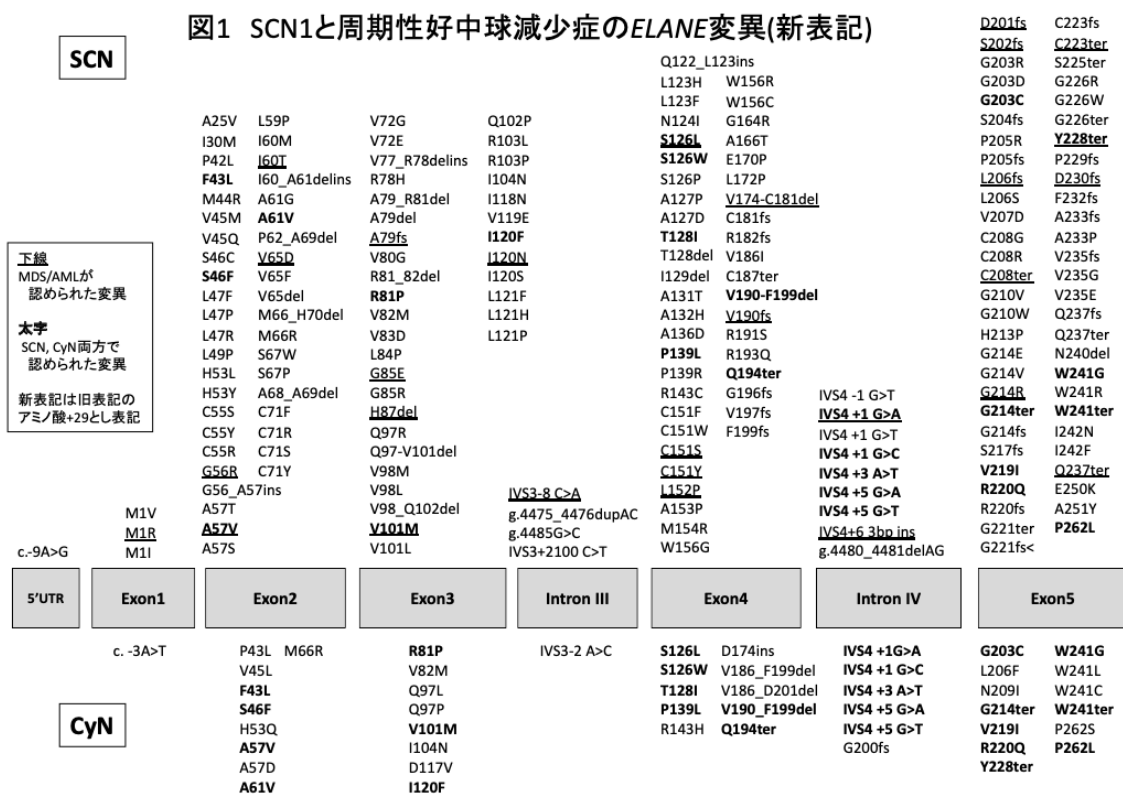 図1 SCN1と周期性好中球減少症のELANE変異(新表記)
SCN
下線
MDS/AMLが
認められた変異
太字
SCN, CyN両方で
認められた変異
新表記は旧表記の
アミノ酸+29とし表記
c.-9A>G
M1V
M1R
M1I
A25V
I30M
P42L
F43L
M44R
V45M
V45Q
S46C
S46F
L47F
L47P
L47R
L49P
H53L
H53Y
C55S
C55Y
C55R
G56R
G56_A57ins
A57T
A57V
A57S
L59P
I60M
I60T
I60_A61delins
A61G
A61V
P62_A69del
V65D
V65F
V65del
M66_H70del
M66R
S67W
S67P
A68_A69del
C71F
C71R
C71S
C71Y
V72G
V72E
V77_R78delins
R78H
A79_R81del
A79del
A79fs
V80G
R81_82del
R81P
V82M
V83D
L84P
G85E
G85R
H87del
Q97R
Q97-V101del
V98M
V98L
V98_Q102del
V101M
V101L
Q102P
R103L
R103P
I104N
I118N
V119E
I120F
I120N
I120S
L121F
L121H
L121P
IVS3-8 C>A
g.4475_4476dupAC
g.4485G>C
IVS3+2100 C>T
Q122_L123ins
L123H
L123F
N124I
S126L
S126W
S126P
A127P
A127D
T128I
T128del
I129del
A131T
A132H
A136D
P139L
P139R
R143C
C151F
C151W
C151S
C151Y
L152P
A153P
M154R
W156G
W156R
W156C
G164R
A166T
E170P
L172P
V174-C181del
C181fs
R182fs
V186I
C187ter
V190-F199del
V190fs
R191S
R193Q
Q194ter
G196fs
V197fs
F199fs
IVS4 -1 G>T
IVS4 +1 G>A
IVS4 +1 G>T
IVS4 +1 G>C
IVS4 +3 A>T
IVS4 +5 G>A
IVS4 +5 G>T
IVS4+6 3bp ins
g.4480_4481delAG
D201fs
S202fs
G203R
G203D
G203C
S204fs
P205R
P205fs
L206fs
L206S
V207D
C208G
C208R
C208ter
G210V
G210W
H213P
G214E
G214V
G214R
G214ter
G214fs
S217fs
V219I
R220Q
R220fs
G221ter
G221fs<
C223fs
C223ter
S225ter
G226R
G226W
G226ter
Y228ter
P229fs
D230fs
F232fs
A233fs
A233P
V235fs
V235G
V235E
Q237fs
Q237ter
N240del
W241G
W241R
W241ter
I242N
I242F
Q237ter
E250K
A251Y
P262L
5'UTR
Exon1
Exon2
Exon3
Intron III
Exon4
Intron IV
Exon5
CyN
c. -3A>T
P43L M66R
V45L
F43L
S46F
H53Q
A57V
A57D
A61V
R81P
V82M
Q97L
Q97P
V101M
I104N
D117V
I120F
IVS3-2 A>C
S126L
S126W
T128I
P139L
R143H
D174ins
V186_F199del
V186_D201del
V190_F199del
Q194ter
IVS4 +1G>A
IVS4 +1 G>C
IVS4 +3 A>T
IVS4 +5 G>A
IVS4 +5 G>T
G200fs
G203C
L206F
N209I
G214ter
V219I
R220Q
Y228ter
W241G
W241L
W241C
W241ter
P262S
P262L